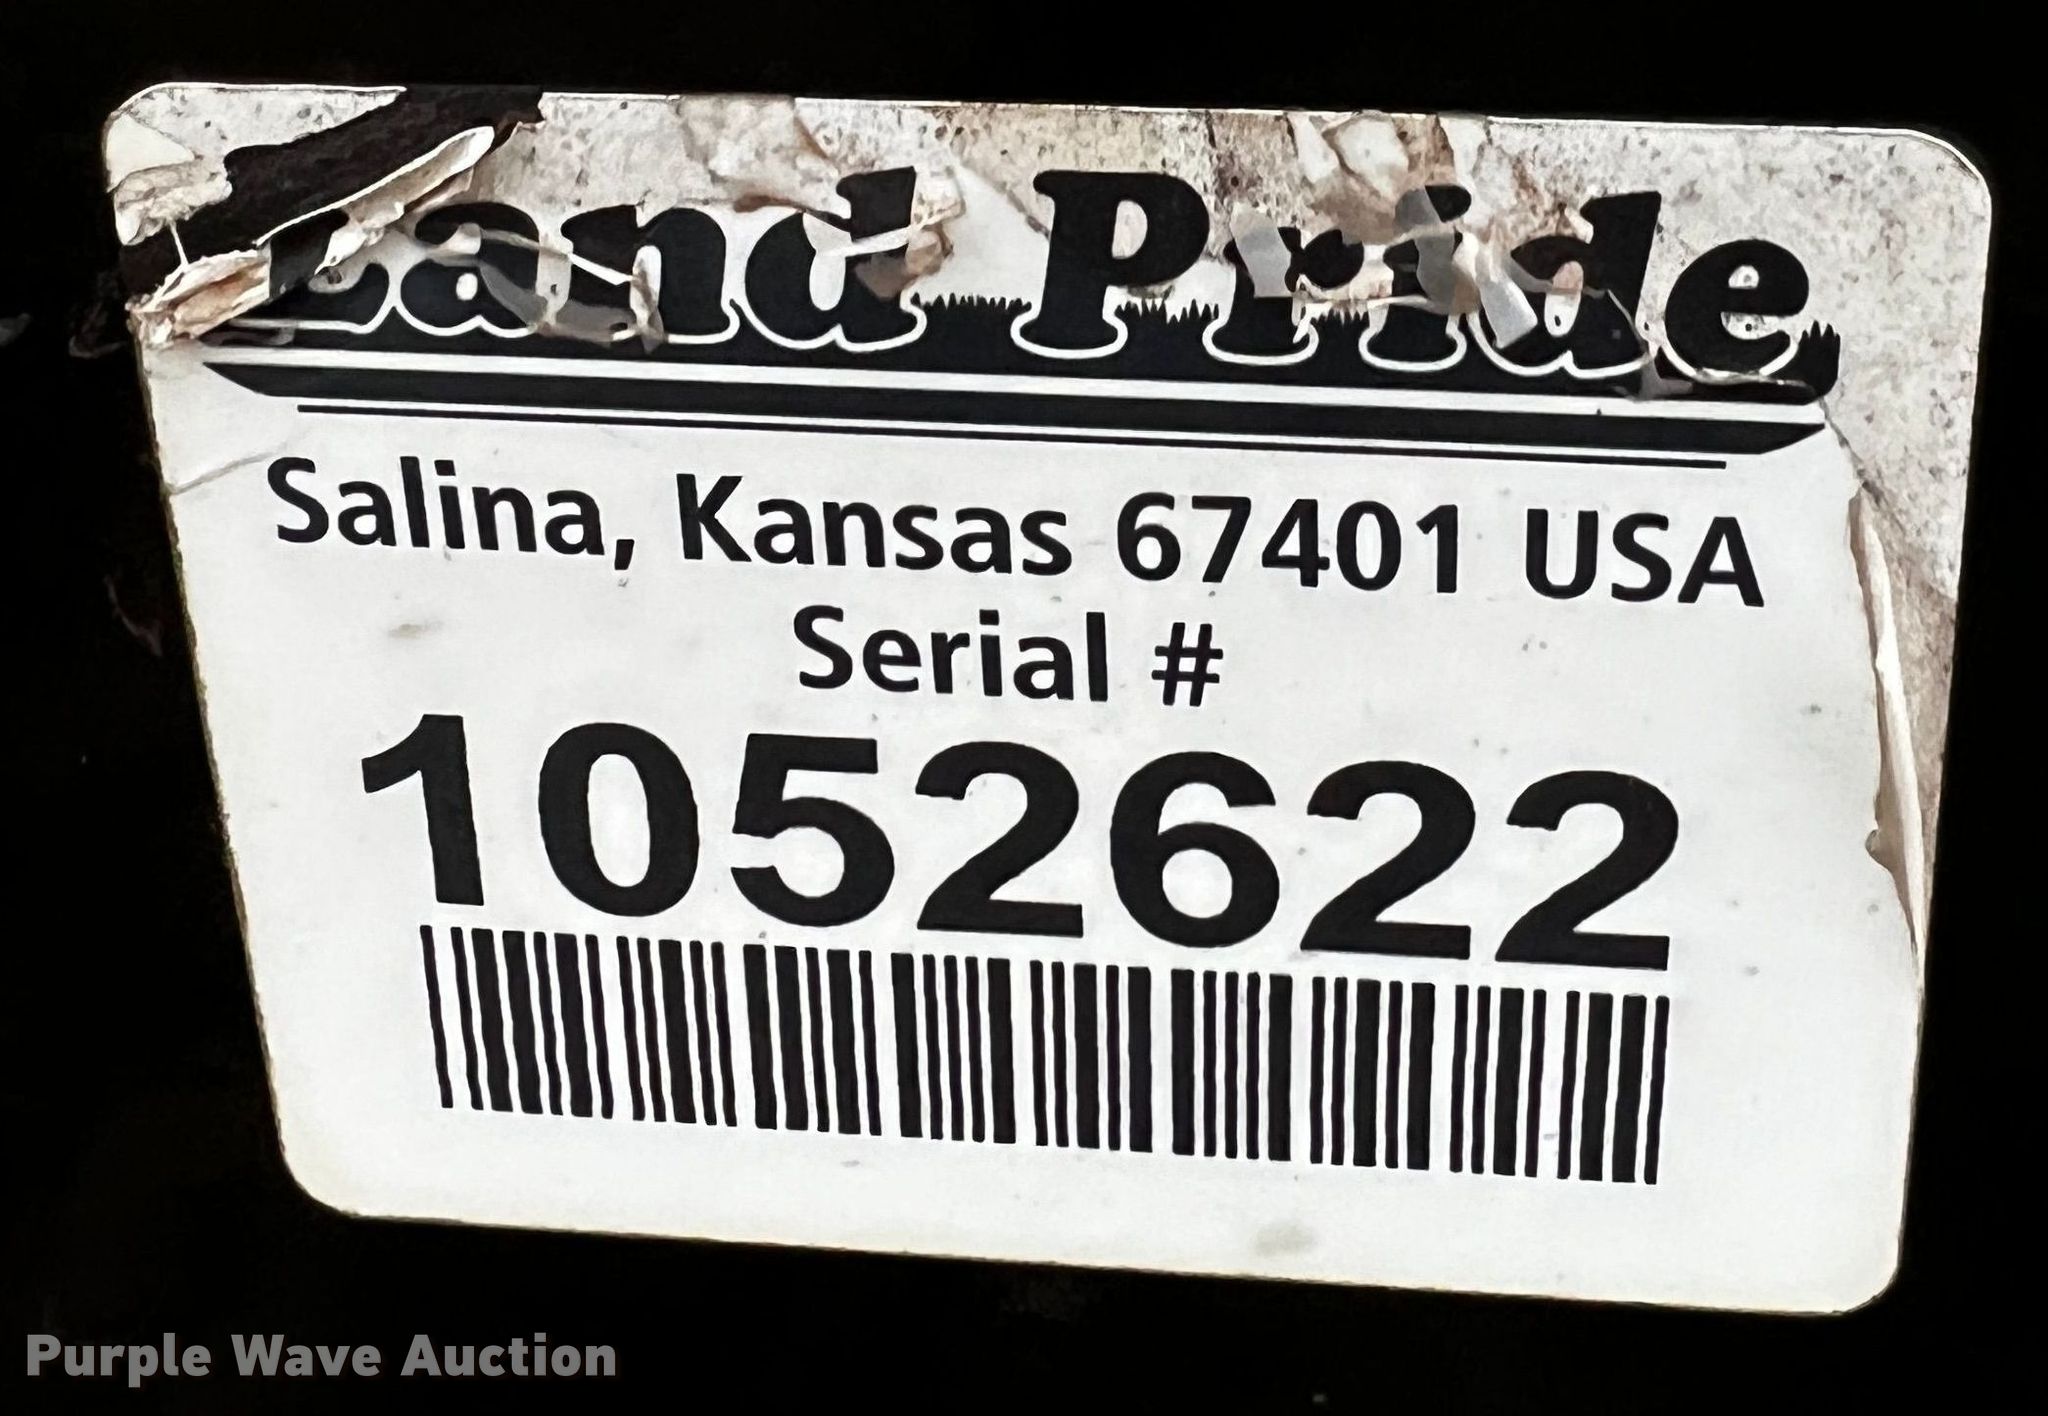 Land Pride
Salina, Kansas 67401 USA
Serial #
1052622
Purple Wave Auction